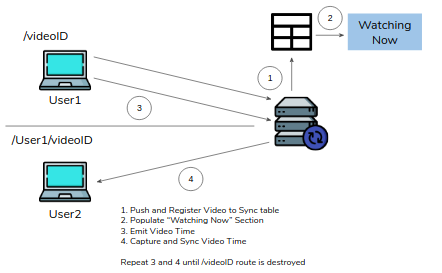 /videoID
User1
1
2
Watching
Now
3
/User1/videoID
4
User2
1. Push and Register Video to Sync table
2. Populate "Watching Now" Section
3. Emit Video Time
4. Capture and Sync Video Time
Repeat 3 and 4 until /videoID route is destroyed